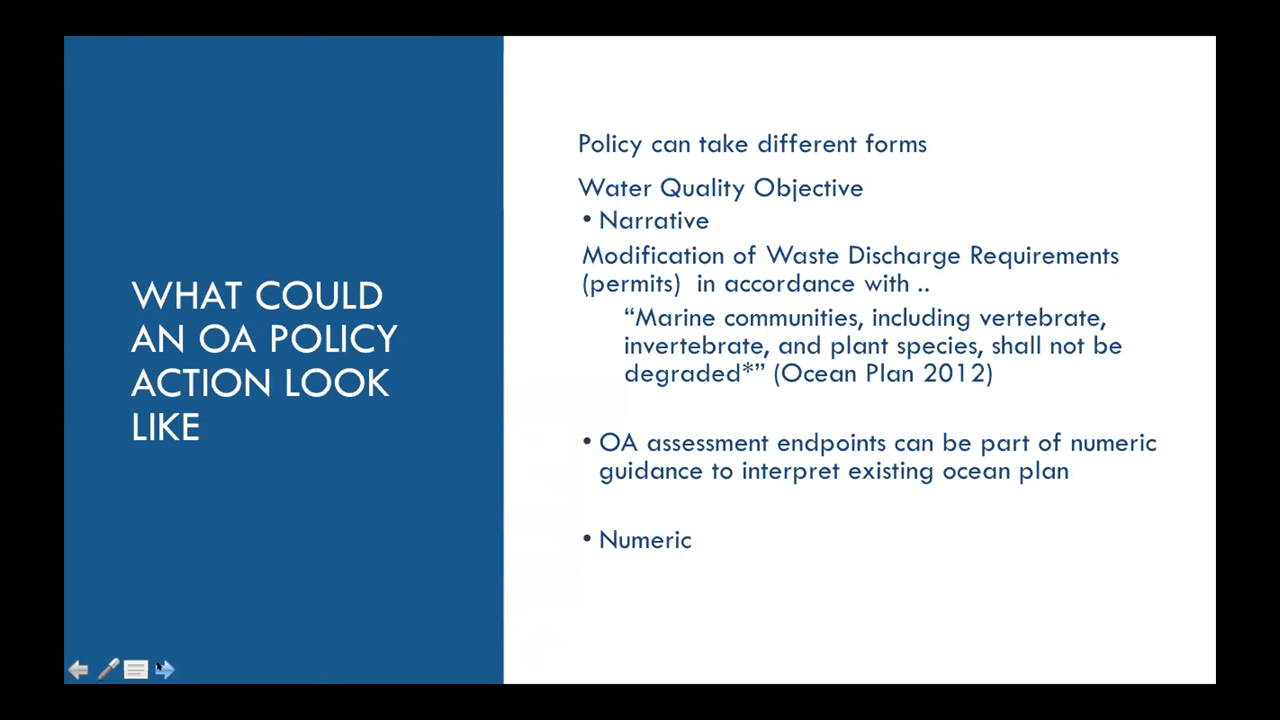 WHAT COULD
AN OA POLICY
ACTION LOOK
LIKE
Policy can take different forms
Water Quality Objective
• Narrative
Modification of Waste Discharge Requirements
(permits)  in accordance with ..
“Marine communities, including vertebrate,
invertebrate, and plant species, shall not be
degraded*” (Ocean Plan 2012)
• OA assessment endpoints can be part of numeric
guidance to interpret existing ocean plan
• Numeric